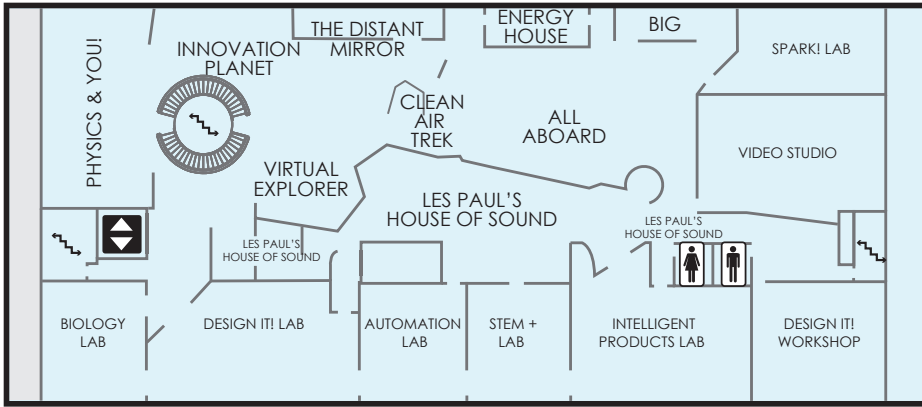 THE DISTANT
MIRROR
ENERGY
HOUSE
BIG
SPARK! LAB
PHYSICS & YOU!
INNOVATION
PLANET
CLEAN
AIR
TREK
ALL
ABOARD
VIDEO STUDIO
VIRTUAL
EXPLORER
LES PAUL'S
HOUSE OF SOUND
LES PAUL'S
HOUSE OF SOUND
LES PAUL'S
HOUSE OF SOUND
BIOLOGY
LAB
DESIGN IT! LAB
AUTOMATION
LAB
STEM +
LAB
INTELLIGENT
PRODUCTS LAB
DESIGN IT!
WORKSHOP